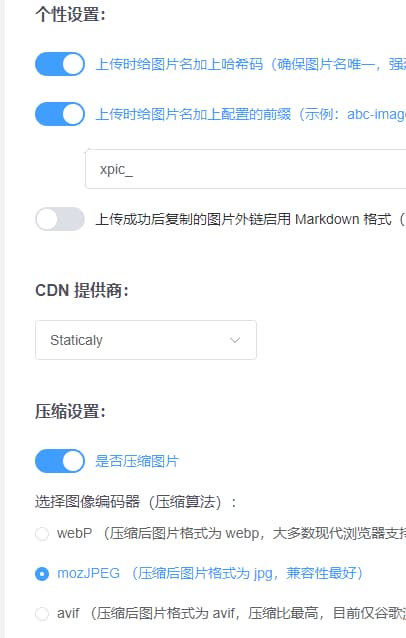 个性设置：
上传时给图片名加上哈希码（确保图片名唯一，强
上传时给图片名加上配置的前缀（示例：abc-image
xpic_
上传成功后复制的图片外链启用 Markdown 格式（
CDN 提供商：
Staticaly
压缩设置：
是否压缩图片
选择图像编码器（压缩算法）：
webP （压缩后图片格式为 webp，大多数现代浏览器支持
mozJPEG （压缩后图片格式为 jpg，兼容性最好）
avif （压缩后图片格式为 avif，压缩比最高，目前仅谷歌